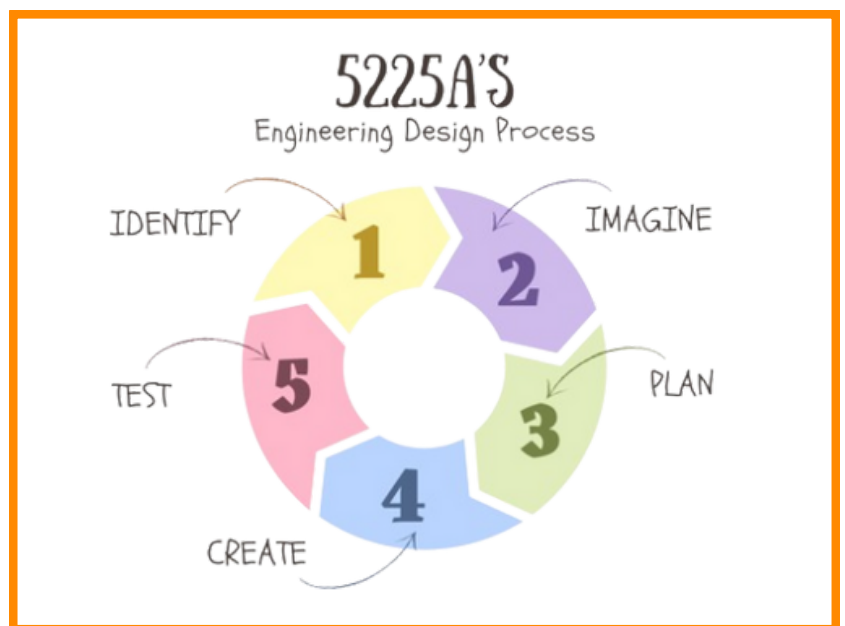 5225A'S
Engineering Design Process
IDENTIFY
1
IMAGINE
2
PLAN
3
CREATE
4
TEST
5